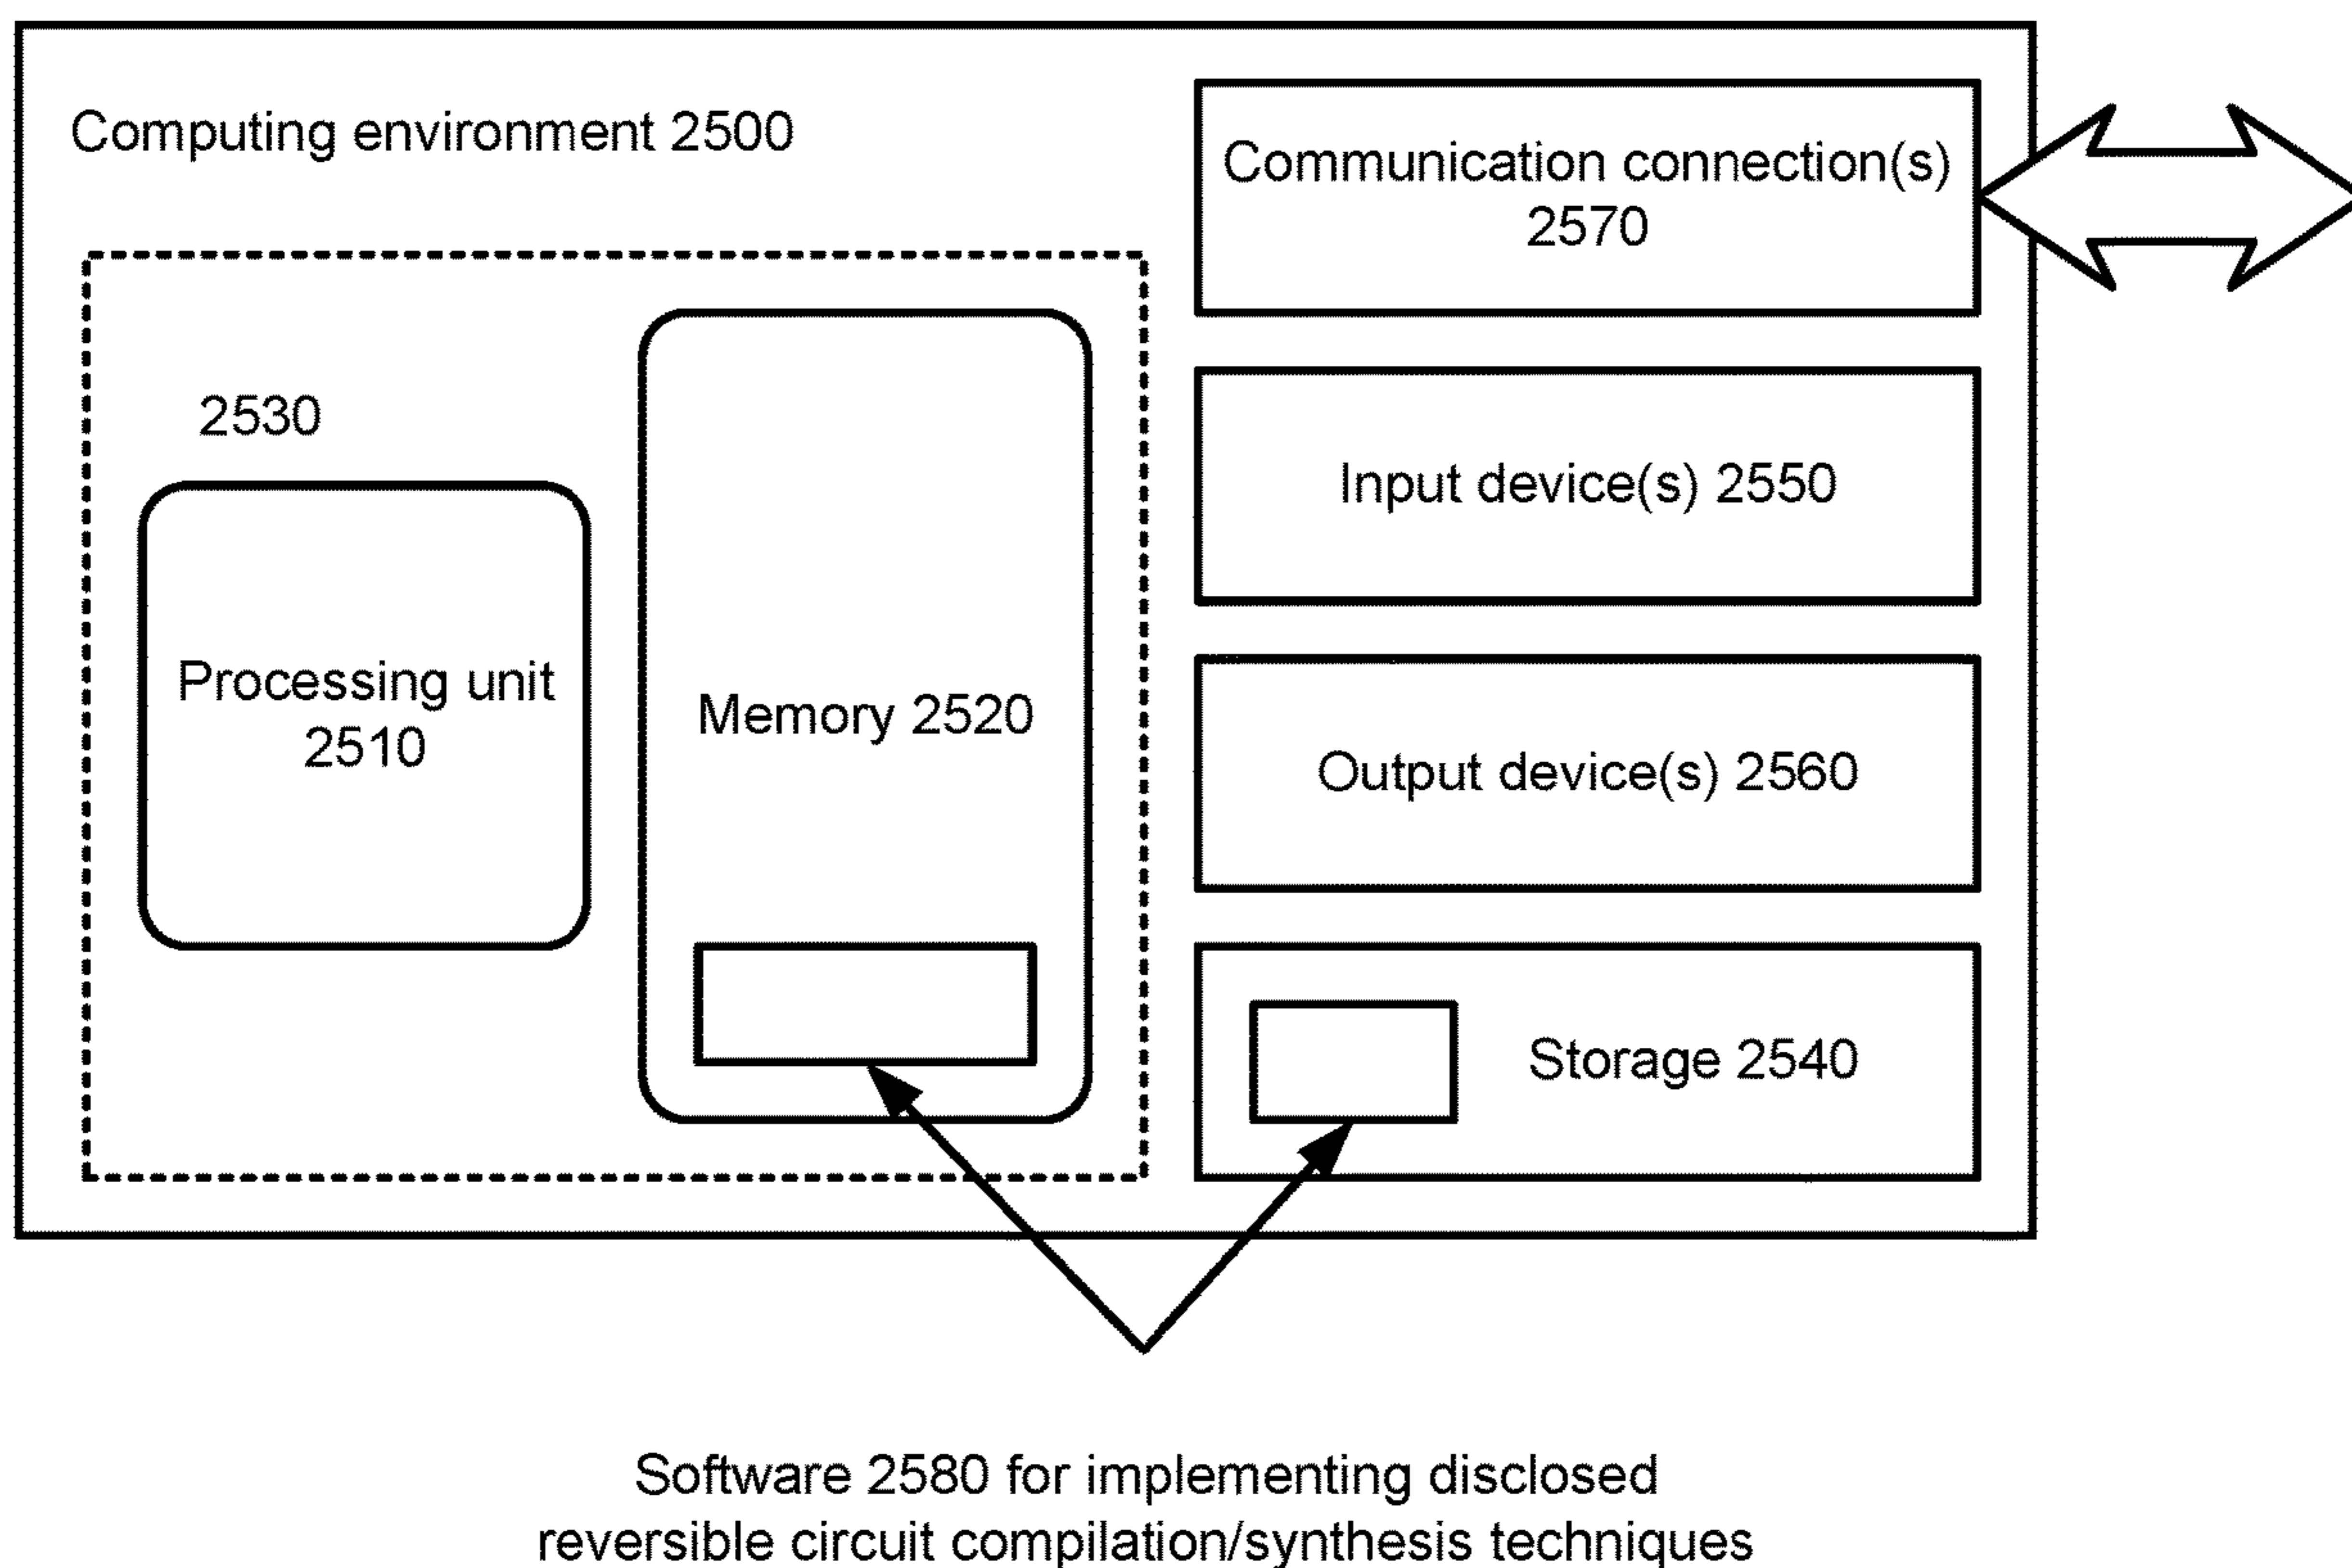 Computing environment 2500
Communication connection(s)
2570
2530
Input device(s) 2550
Processing unit
2510
Memory 2520
Output device(s) 2560
Storage 2540
Software 2580 for implementing disclosed
reversible circuit compilation/synthesis techniques